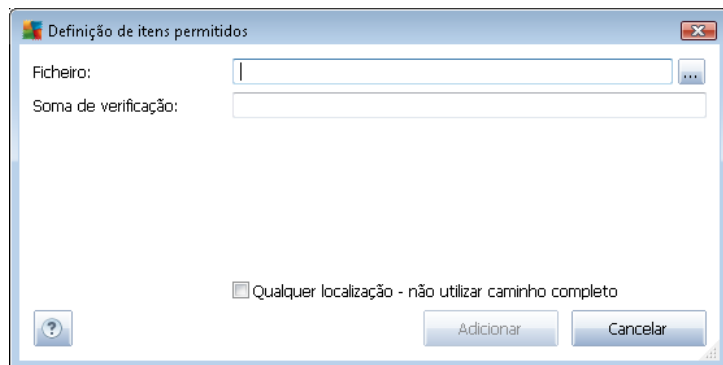 Definição de itens permitidos
Ficheiro:
...
Soma de verificação:
Qualquer localização - não utilizar caminho completo
?
Adicionar
Cancelar